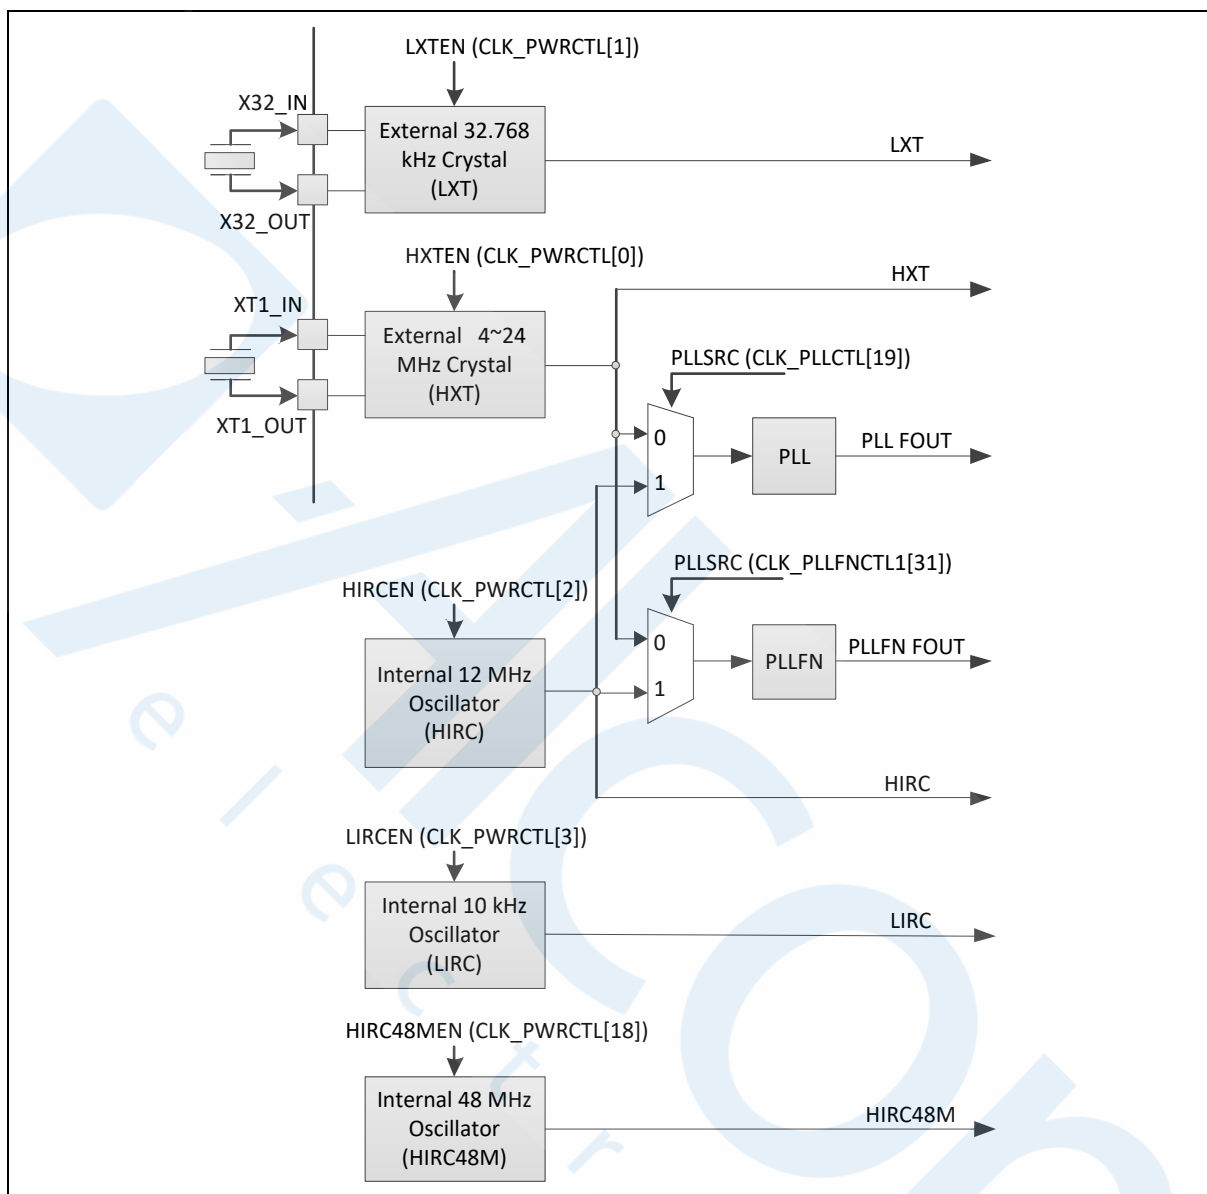 LXTEN (CLK_PWRCTL[1])
X32_IN
External 32.768
kHz Crystal
(LXT)
LXT
X32_OUT
HXTEN (CLK_PWRCTL[0])
HXT
XT1_IN
External 4~24
MHz Crystal
(HXT)
XT1_OUT
PLLSRC (CLK_PLLCTL[19])
0
1
PLL
PLL FOUT
PLLSRC (CLK_PLLFNCTL1[31])
0
1
PLLFN
PLLFN FOUT
HIRCEN (CLK_PWRCTL[2])
Internal 12 MHz
Oscillator
(HIRC)
HIRC
LIRCEN (CLK_PWRCTL[3])
Internal 10 kHz
Oscillator
(LIRC)
LIRC
HIRC48MEN (CLK_PWRCTL[18])
Internal 48 MHz
Oscillator
(HIRC48M)
HIRC48M
e l e c t r